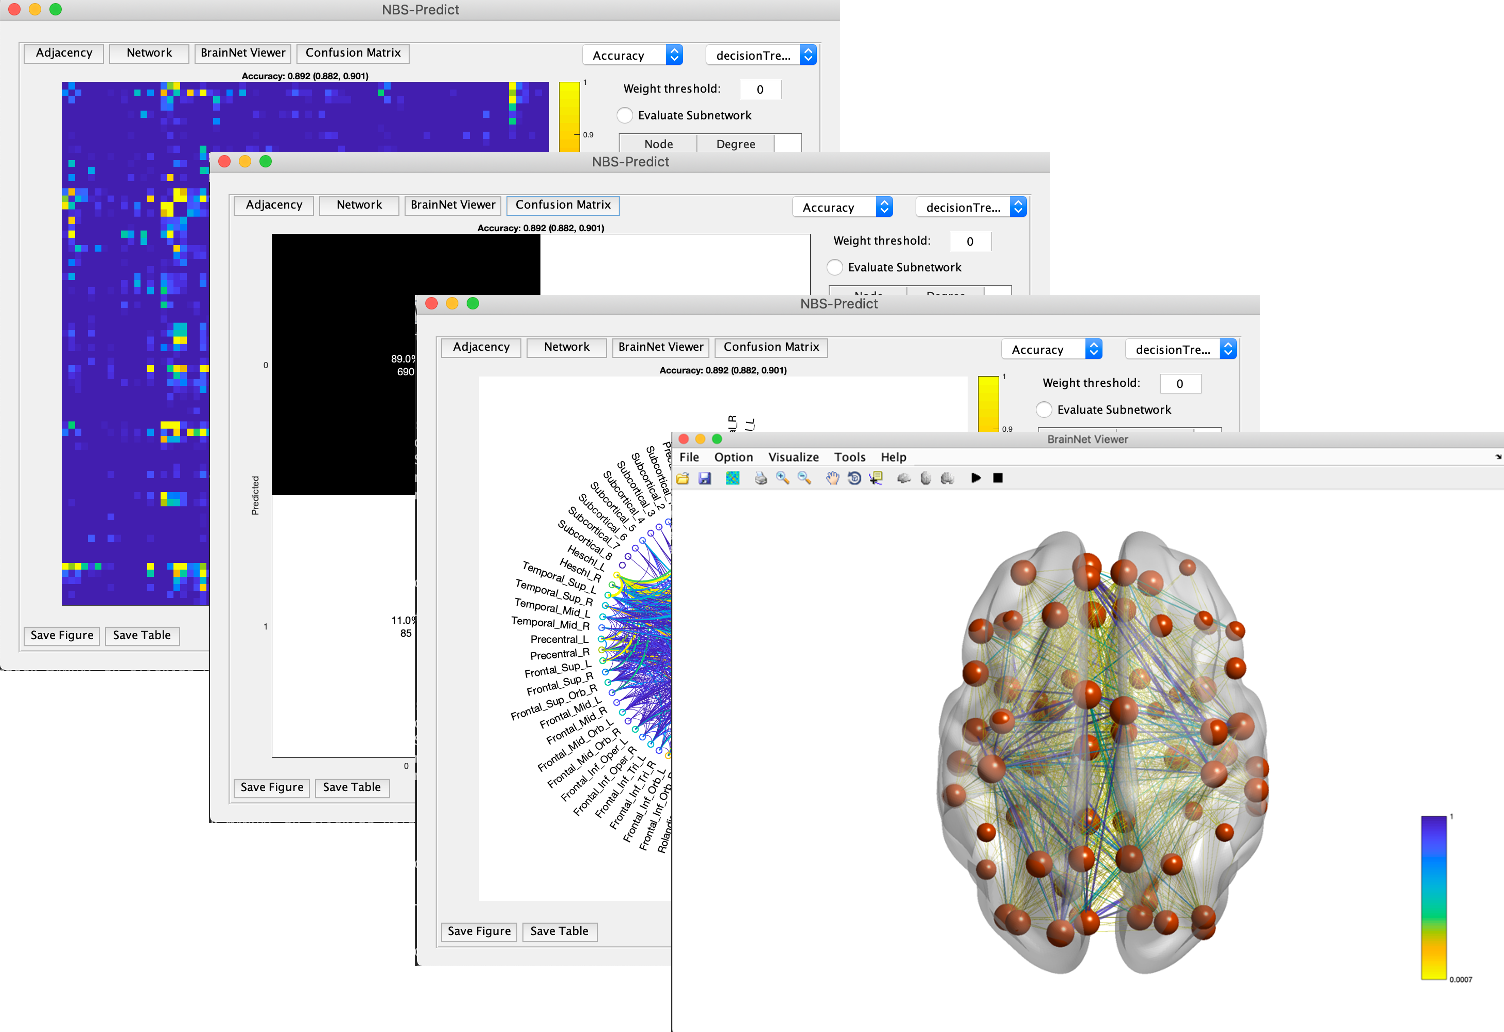 NBS-Predict
Adjacency Network BrainNet Viewer Confusion Matrix
Accuracy decisionTre...
Accuracy: 0.892 (0.882, 0.901)
Weight threshold: 0
Evaluate Subnetwork
Node Degree
1
0.9
Save Figure Save Table
NBS-Predict
Adjacency Network BrainNet Viewer Confusion Matrix
Accuracy decisionTre...
Accuracy: 0.892 (0.882, 0.901)
Weight threshold: 0
Evaluate Subnetwork
89.0%
0
690
Predicted
11.0%
1
85
0
Save Figure Save Table
NBS-Predict
Adjacency Network BrainNet Viewer Confusion Matrix
Accuracy decisionTre...
Accuracy: 0.892 (0.882, 0.901)
Weight threshold: 0
Evaluate Subnetwork
1
0.9
Subcortical_2
Subcortical_3
Subcortical_4
Subcortical_5
Subcortical_6
Subcortical_7
Subcortical_8
Heschl_L
Heschl_R
Temporal_Sup_L
Temporal_Sup_R
Temporal_Mid_L
Temporal_Mid_R
Precentral_L
Precentral_R
Frontal_Sup_L
Frontal_Sup_R
Frontal_Sup_Orb_R
Frontal_Mid_L
Frontal_Mid_R
Frontal_Mid_Orb_L
Frontal_Mid_Orb_R
Frontal_Inf_Oper_L
Frontal_Inf_Oper_R
Frontal_Inf_Tri_L
Frontal_Inf_Tri_R
Frontal_Inf_Orb_L
Save Figure Save Table
BrainNet Viewer
File Option Visualize Tools Help
1
0.0007